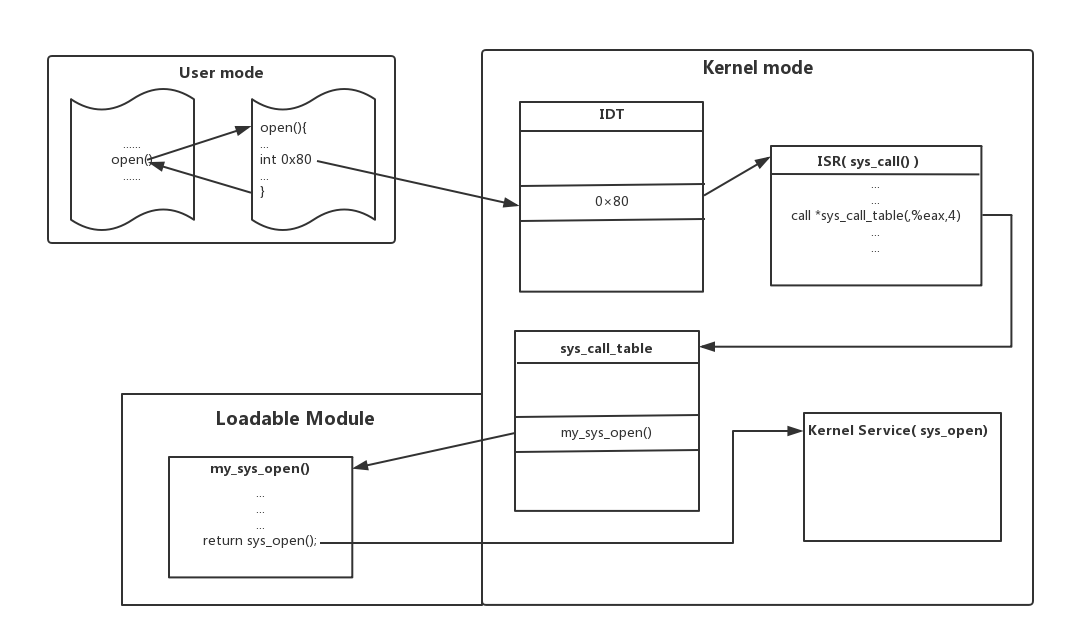 User mode
......
open()
......
open(){
...
int 0x80
...
}
Kernel mode
IDT
0×80
ISR( sys_call() )
...
...
call *sys_call_table(,%eax,4)
...
...
sys_call_table
my_sys_open()
Loadable Module
my_sys_open()
...
...
...
return sys_open();
Kernel Service( sys_open)